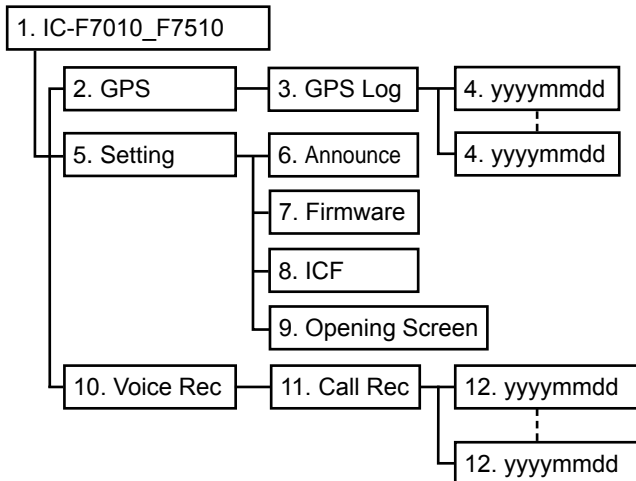 1. IC-F7010_F7510
2. GPS
3. GPS Log
4. yyyymmdd
4. yyyymmdd
5. Setting
6. Announce
7. Firmware
8. ICF
9. Opening Screen
10. Voice Rec
11. Call Rec
12. yyyymmdd
12. yyyymmdd